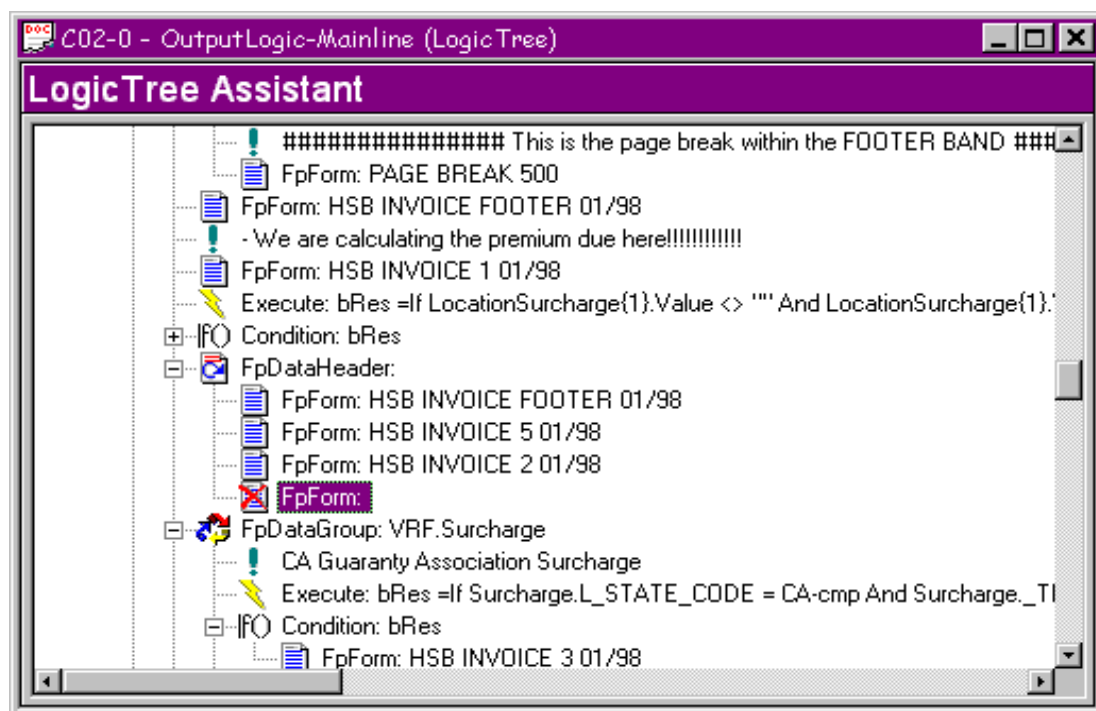 C02-0 - OutputLogic-Mainline (LogicTree)
LogicTree Assistant
############### This is the page break within the FOOTER BAND ###
FpForm: PAGE BREAK 500
FpForm: HSB INVOICE FOOTER 01/98
- We are calculating the premium due here!!!!!!!!!!!!
FpForm: HSB INVOICE 1 01/98
Execute: bRes =If LocationSurcharge{1}.Value <> "" And LocationSurcharge{1}.
Condition: bRes
FpDataHeader:
FpForm: HSB INVOICE FOOTER 01/98
FpForm: HSB INVOICE 5 01/98
FpForm: HSB INVOICE 2 01/98
FpForm:
FpDataGroup: VRF.Surcharge
CA Guaranty Association Surcharge
Execute: bRes =If Surcharge.L_STATE_CODE = CA-cmp And Surcharge._T
Condition: bRes
FpForm: HSB INVOICE 3 01/98